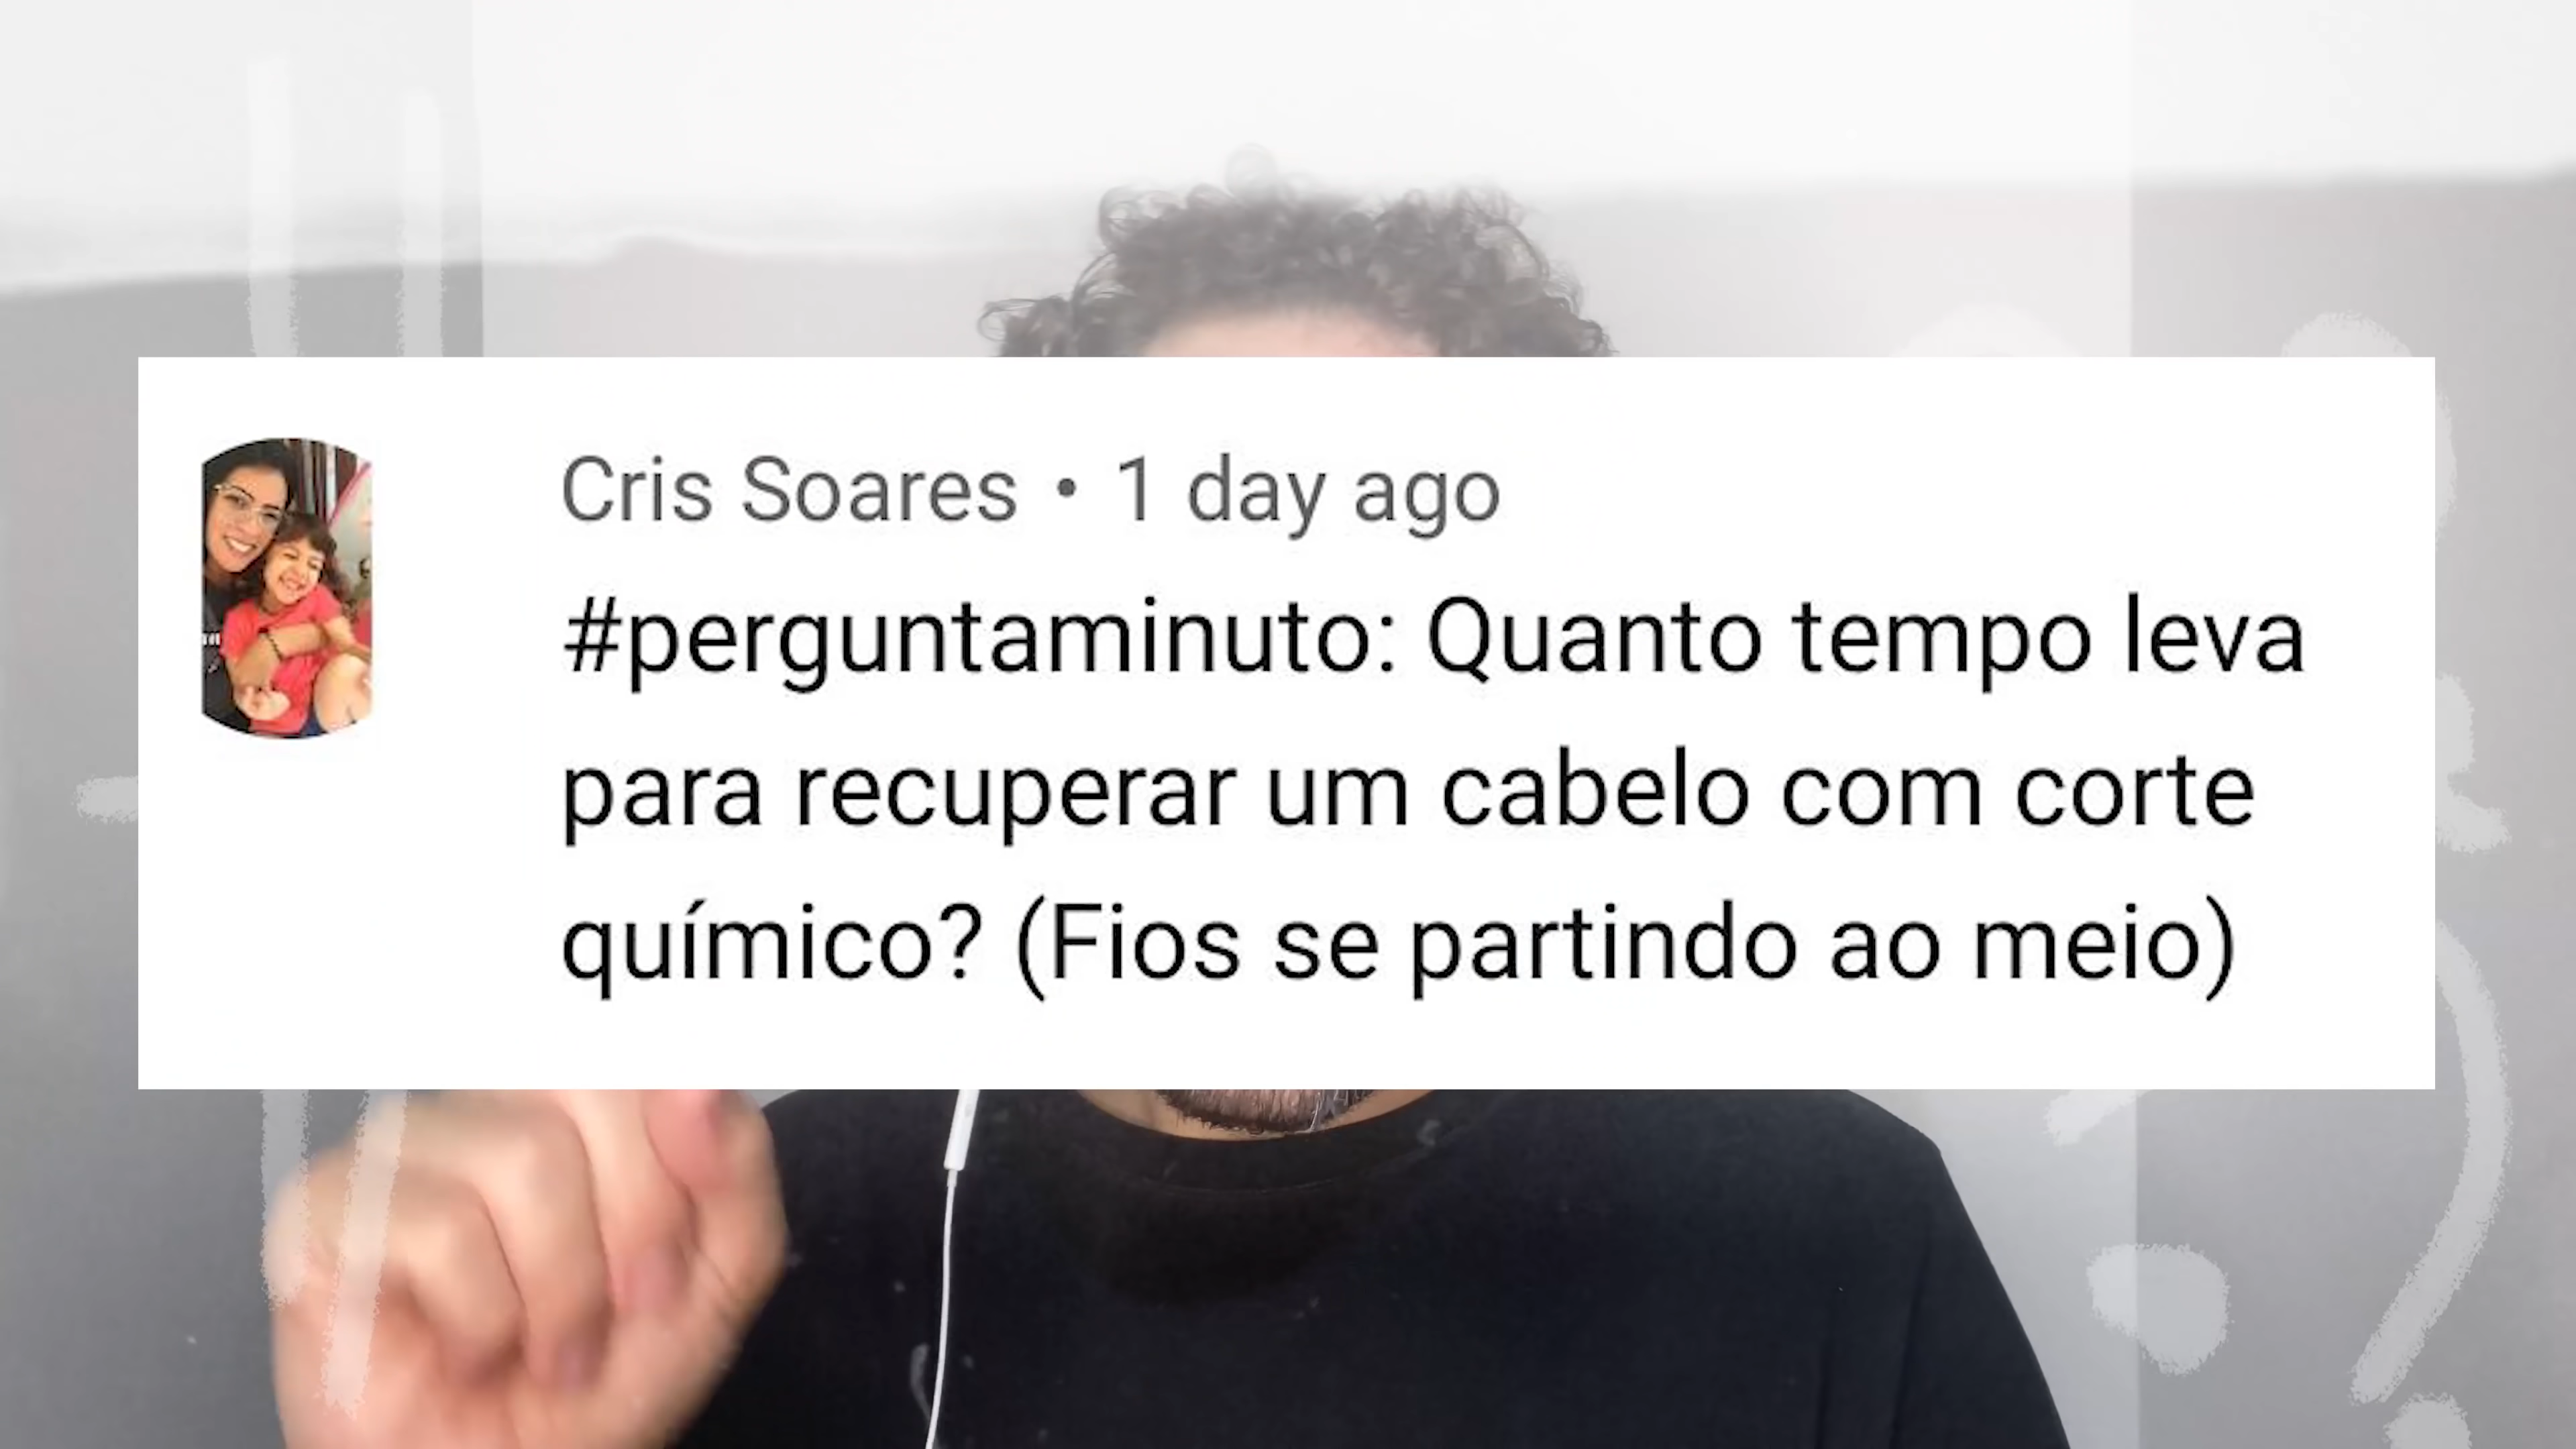 Cris Soares • 1 day ago
#perguntaminuto: Quanto tempo leva
para recuperar um cabelo com corte
químico? (Fios se partindo ao meio)